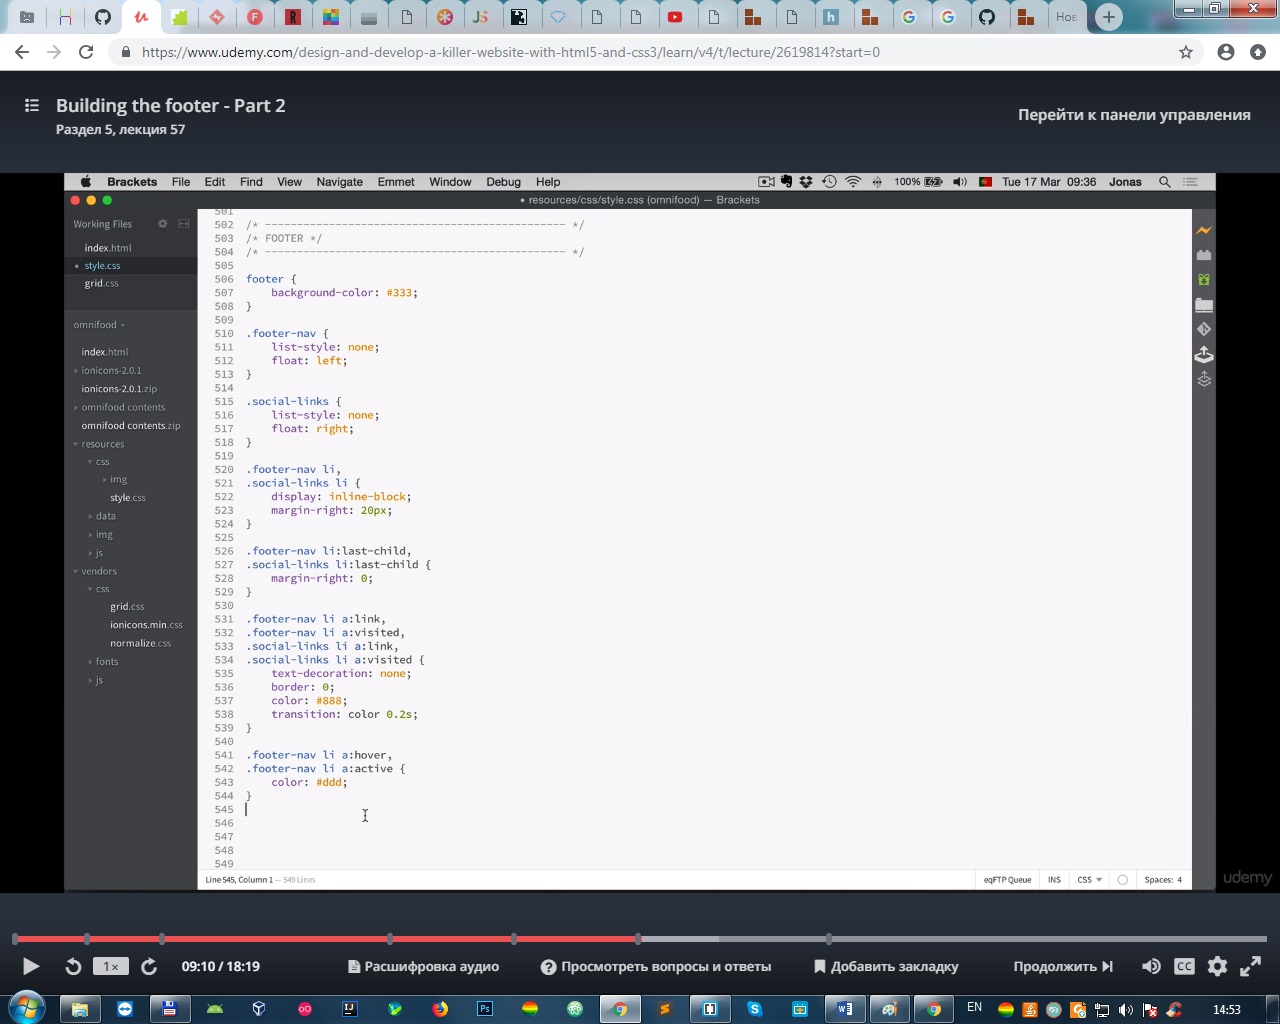 Нов
https://www.udemy.com/design-and-develop-a-killer-website-with-html5-and-css3/learn/v4/t/lecture/2619814?start=0
Building the footer - Part 2
Раздел 5, лекция 57
Перейти к панели управления
Brackets File Edit Find View Navigate Emmet Window Debug Help 100% Tue 17 Mar 09:36 Jonas
• resources/css/style.css (omnifood) — Brackets
Working Files
index.html
style.css
grid.css
omnifood
index.html
ionicons-2.0.1
ionicons-2.0.1.zip
omnifood contents
omnifood contents.zip
resources
css
img
style.css
data
img
js
vendors
css
grid.css
ionicons.min.css
normalize.css
fonts
js
501
502 /* ----------------------------------------------- */
503 /* FOOTER */
504 /* ----------------------------------------------- */
505
506 footer {
507     background-color: #333;
508 }
509
510 .footer-nav {
511     list-style: none;
512     float: left;
513 }
514
515 .social-links {
516     list-style: none;
517     float: right;
518 }
519
520 .footer-nav li,
521 .social-links li {
522     display: inline-block;
523     margin-right: 20px;
524 }
525
526 .footer-nav li:last-child,
527 .social-links li:last-child {
528     margin-right: 0;
529 }
530
531 .footer-nav li a:link,
532 .footer-nav li a:visited,
533 .social-links li a:link,
534 .social-links li a:visited {
535     text-decoration: none;
536     border: 0;
537     color: #888;
538     transition: color 0.2s;
539 }
540
541 .footer-nav li a:hover,
542 .footer-nav li a:active {
543     color: #ddd;
544 }
545
546
547
548
549
Line 545, Column 1 — 549 Lines
eqFTP Queue INS CSS Spaces: 4
udemy
1× 09:10 / 18:19 Расшифровка аудио Просмотреть вопросы и ответы Добавить закладку Продолжить CC
EN 14:53